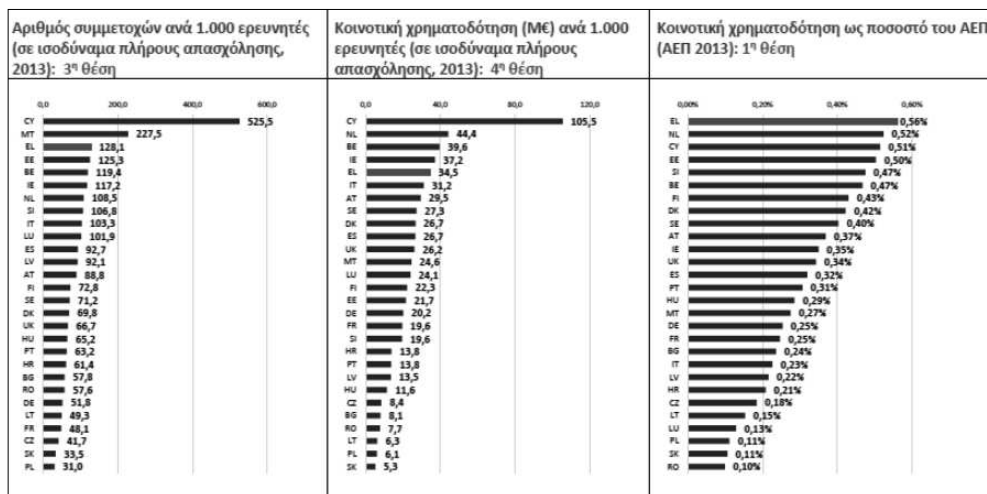 Αριθμός συμμετοχών ανά 1.000 ερευνητές
(σε ισοδύναμα πλήρους απασχόλησης,
2013): 3η θέση
0,0 200,0 400,0 600,0
CY 525,5
MT 227,5
EL 128,1
EE 125,3
BE 119,4
IE 117,2
NL 108,5
SI 106,8
IT 103,3
LU 101,9
ES 92,7
LV 92,1
AT 88,8
FI 72,8
SE 71,2
DK 69,8
UK 66,7
HU 65,2
PT 63,2
HR 61,4
BG 57,8
RO 57,6
DE 51,8
LT 49,3
FR 48,1
CZ 41,7
SK 33,5
PL 31,0
Κοινοτική χρηματοδότηση (Μ€) ανά 1.000
ερευνητές (σε ισοδύναμα πλήρους
απασχόλησης, 2013): 4η θέση
0,0 40,0 80,0 120,0
CY 105,5
NL 44,4
BE 39,6
IE 37,2
EL 34,5
IT 31,2
AT 29,5
SE 27,3
DK 26,7
ES 26,7
UK 26,2
MT 24,6
LU 24,1
FI 22,3
EE 21,7
DE 20,2
FR 19,6
SI 19,6
HR 13,8
PT 13,8
LV 13,5
HU 11,6
CZ 8,4
BG 8,1
RO 7,7
LT 6,3
PL 6,1
SK 5,3
Κοινοτική χρηματοδότηση ως ποσοστό του ΑΕΠ
(ΑΕΠ 2013): 1η θέση
0,00% 0,20% 0,40% 0,60%
EL 0,56%
NL 0,52%
CY 0,51%
EE 0,50%
SI 0,47%
BE 0,47%
FI 0,43%
DK 0,42%
SE 0,40%
AT 0,37%
IE 0,35%
UK 0,34%
ES 0,32%
PT 0,31%
HU 0,29%
MT 0,27%
DE 0,25%
FR 0,25%
BG 0,24%
IT 0,23%
LV 0,22%
HR 0,21%
CZ 0,18%
LT 0,15%
LU 0,13%
PL 0,11%
SK 0,11%
RO 0,10%